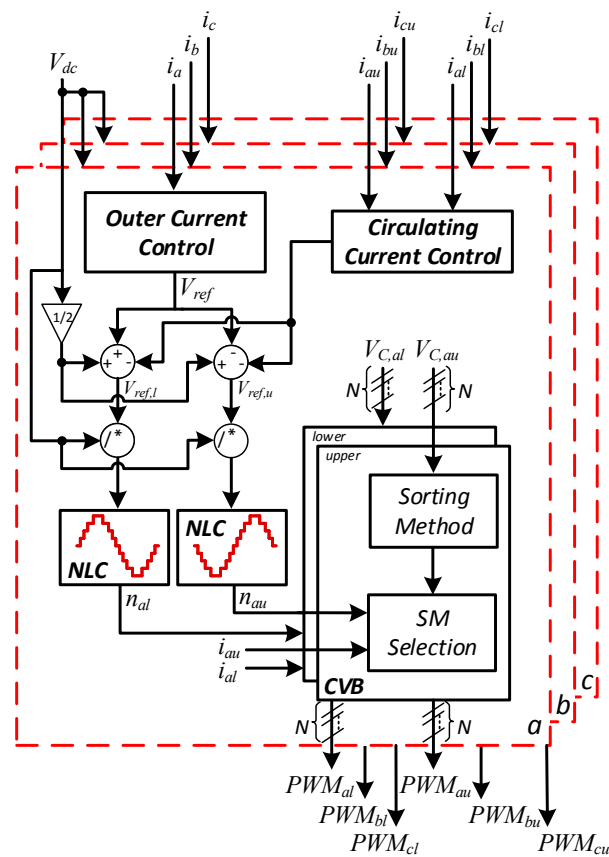 V_dc
i_a
i_b
i_c
i_au
i_bu
i_cu
i_al
i_bl
i_cl
Outer Current
Control
Circulating
Current Control
V_ref
1/2
+ + -
+ - -
V_ref,l
V_ref,u
/ *
/ *
V_C,al
V_C,au
N
N
lower
upper
Sorting
Method
NLC
NLC
n_al
n_au
SM
Selection
i_au
i_al
CVB
N
N
a
b
c
PWM_al
PWM_bl
PWM_cl
PWM_au
PWM_bu
PWM_cu